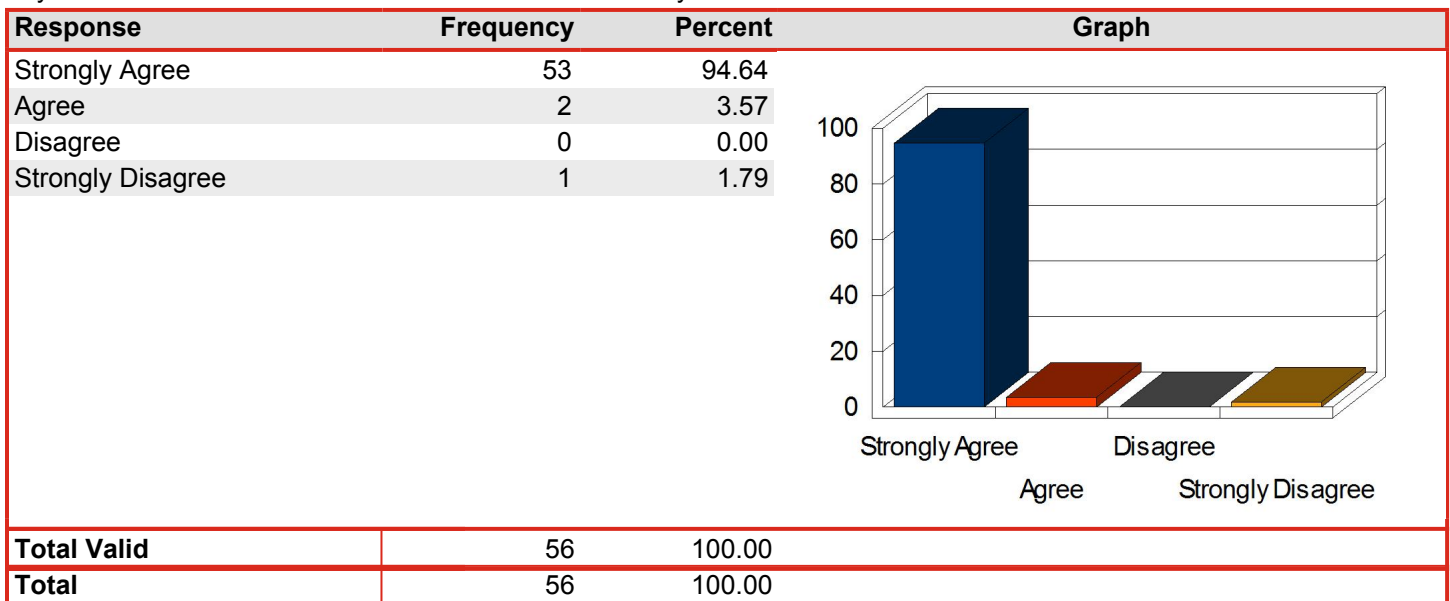 Response Frequency Percent Graph
Strongly Agree 53 94.64
Agree 2 3.57
Disagree 0 0.00
Strongly Disagree 1 1.79
100
80
60
40
20
0
Strongly Agree Disagree
Agree Strongly Disagree
Total Valid 56 100.00
Total 56 100.00